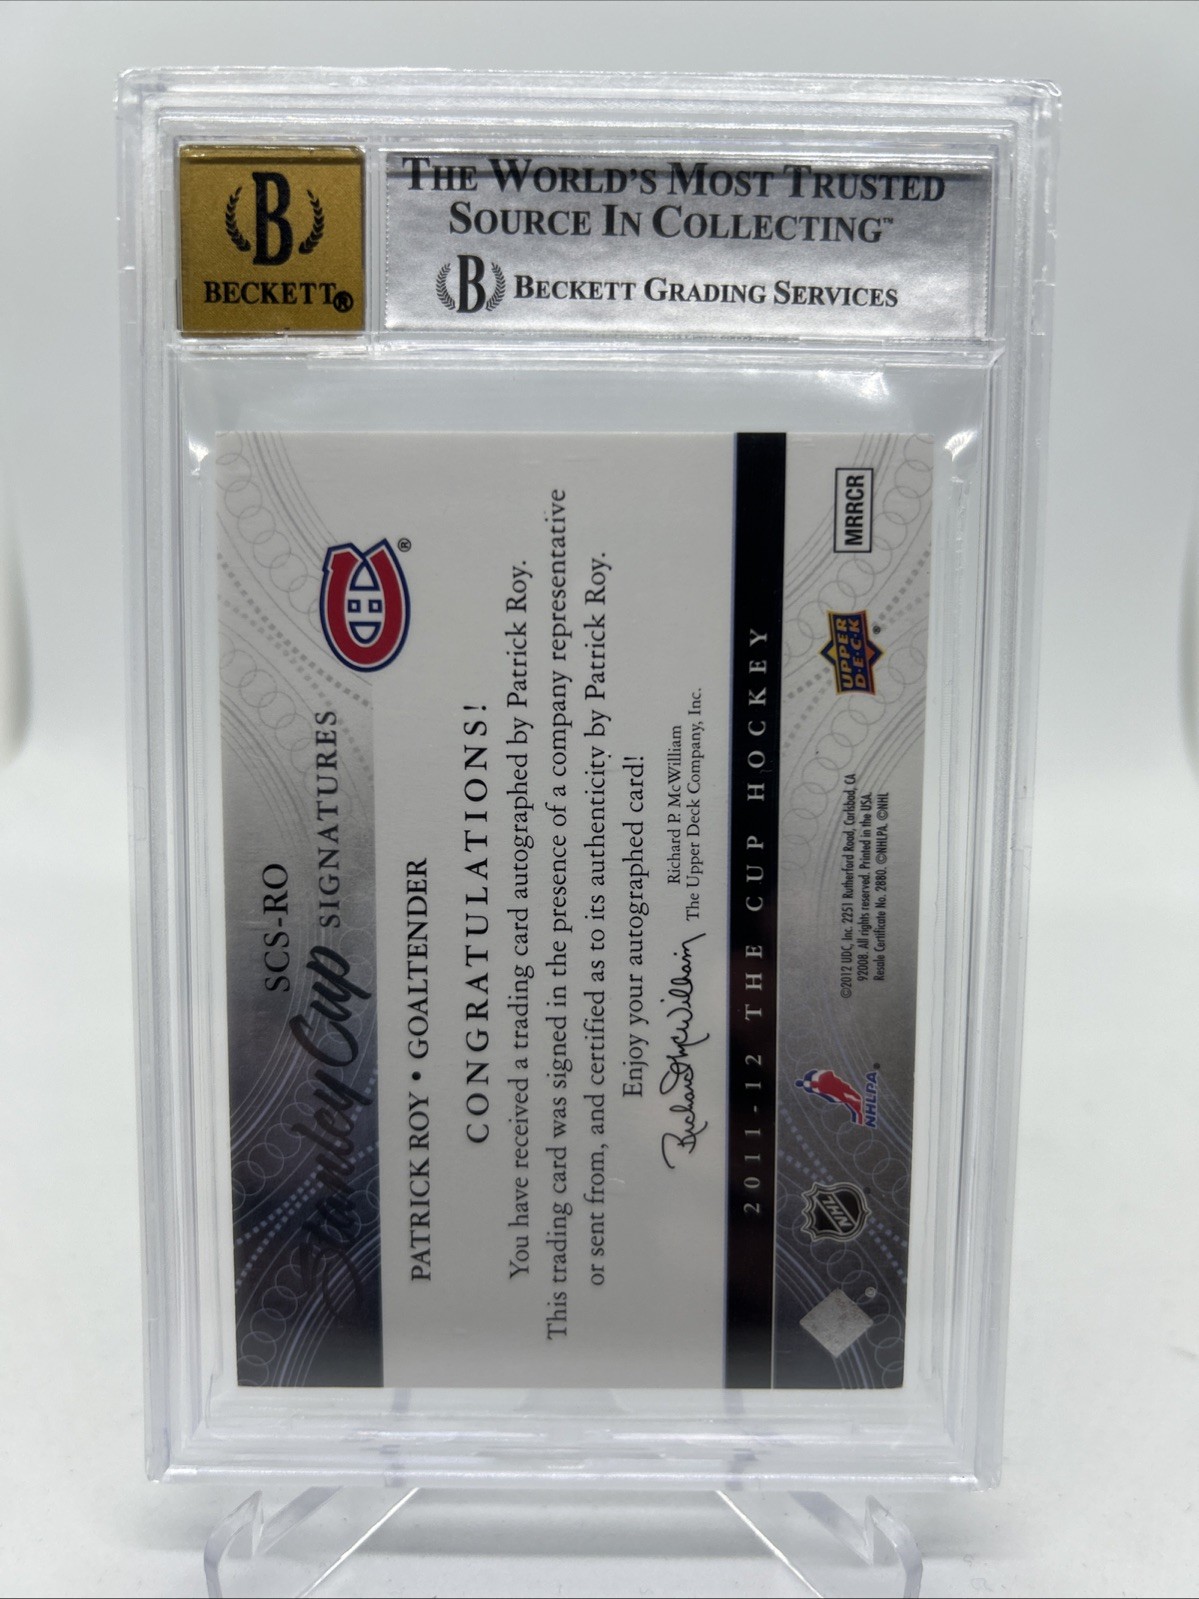 B
BECKETT®
THE WORLD'S MOST TRUSTED
SOURCE IN COLLECTING™
B BECKETT GRADING SERVICES
SCS-RO
Stanley Cup SIGNATURES
®
PATRICK ROY • GOALTENDER
CONGRATULATIONS!
You have received a trading card autographed by Patrick Roy.
This trading card was signed in the presence of a company representative
or sent from, and certified as to its authenticity by Patrick Roy.
Enjoy your autographed card!
Richard P. McWilliam
Richard P. McWilliam
The Upper Deck Company, Inc.
2011-12 THE CUP HOCKEY
®
NHL
®
NHLPA®
©2012 UDC, Inc. 2251 Rutherford Road, Carlsbad, CA
92008. All rights reserved. Printed in the USA.
Resale Certificate No. 2880. ©NHLPA ©NHL
UPPER
D•E•C•K
®
MRRCR